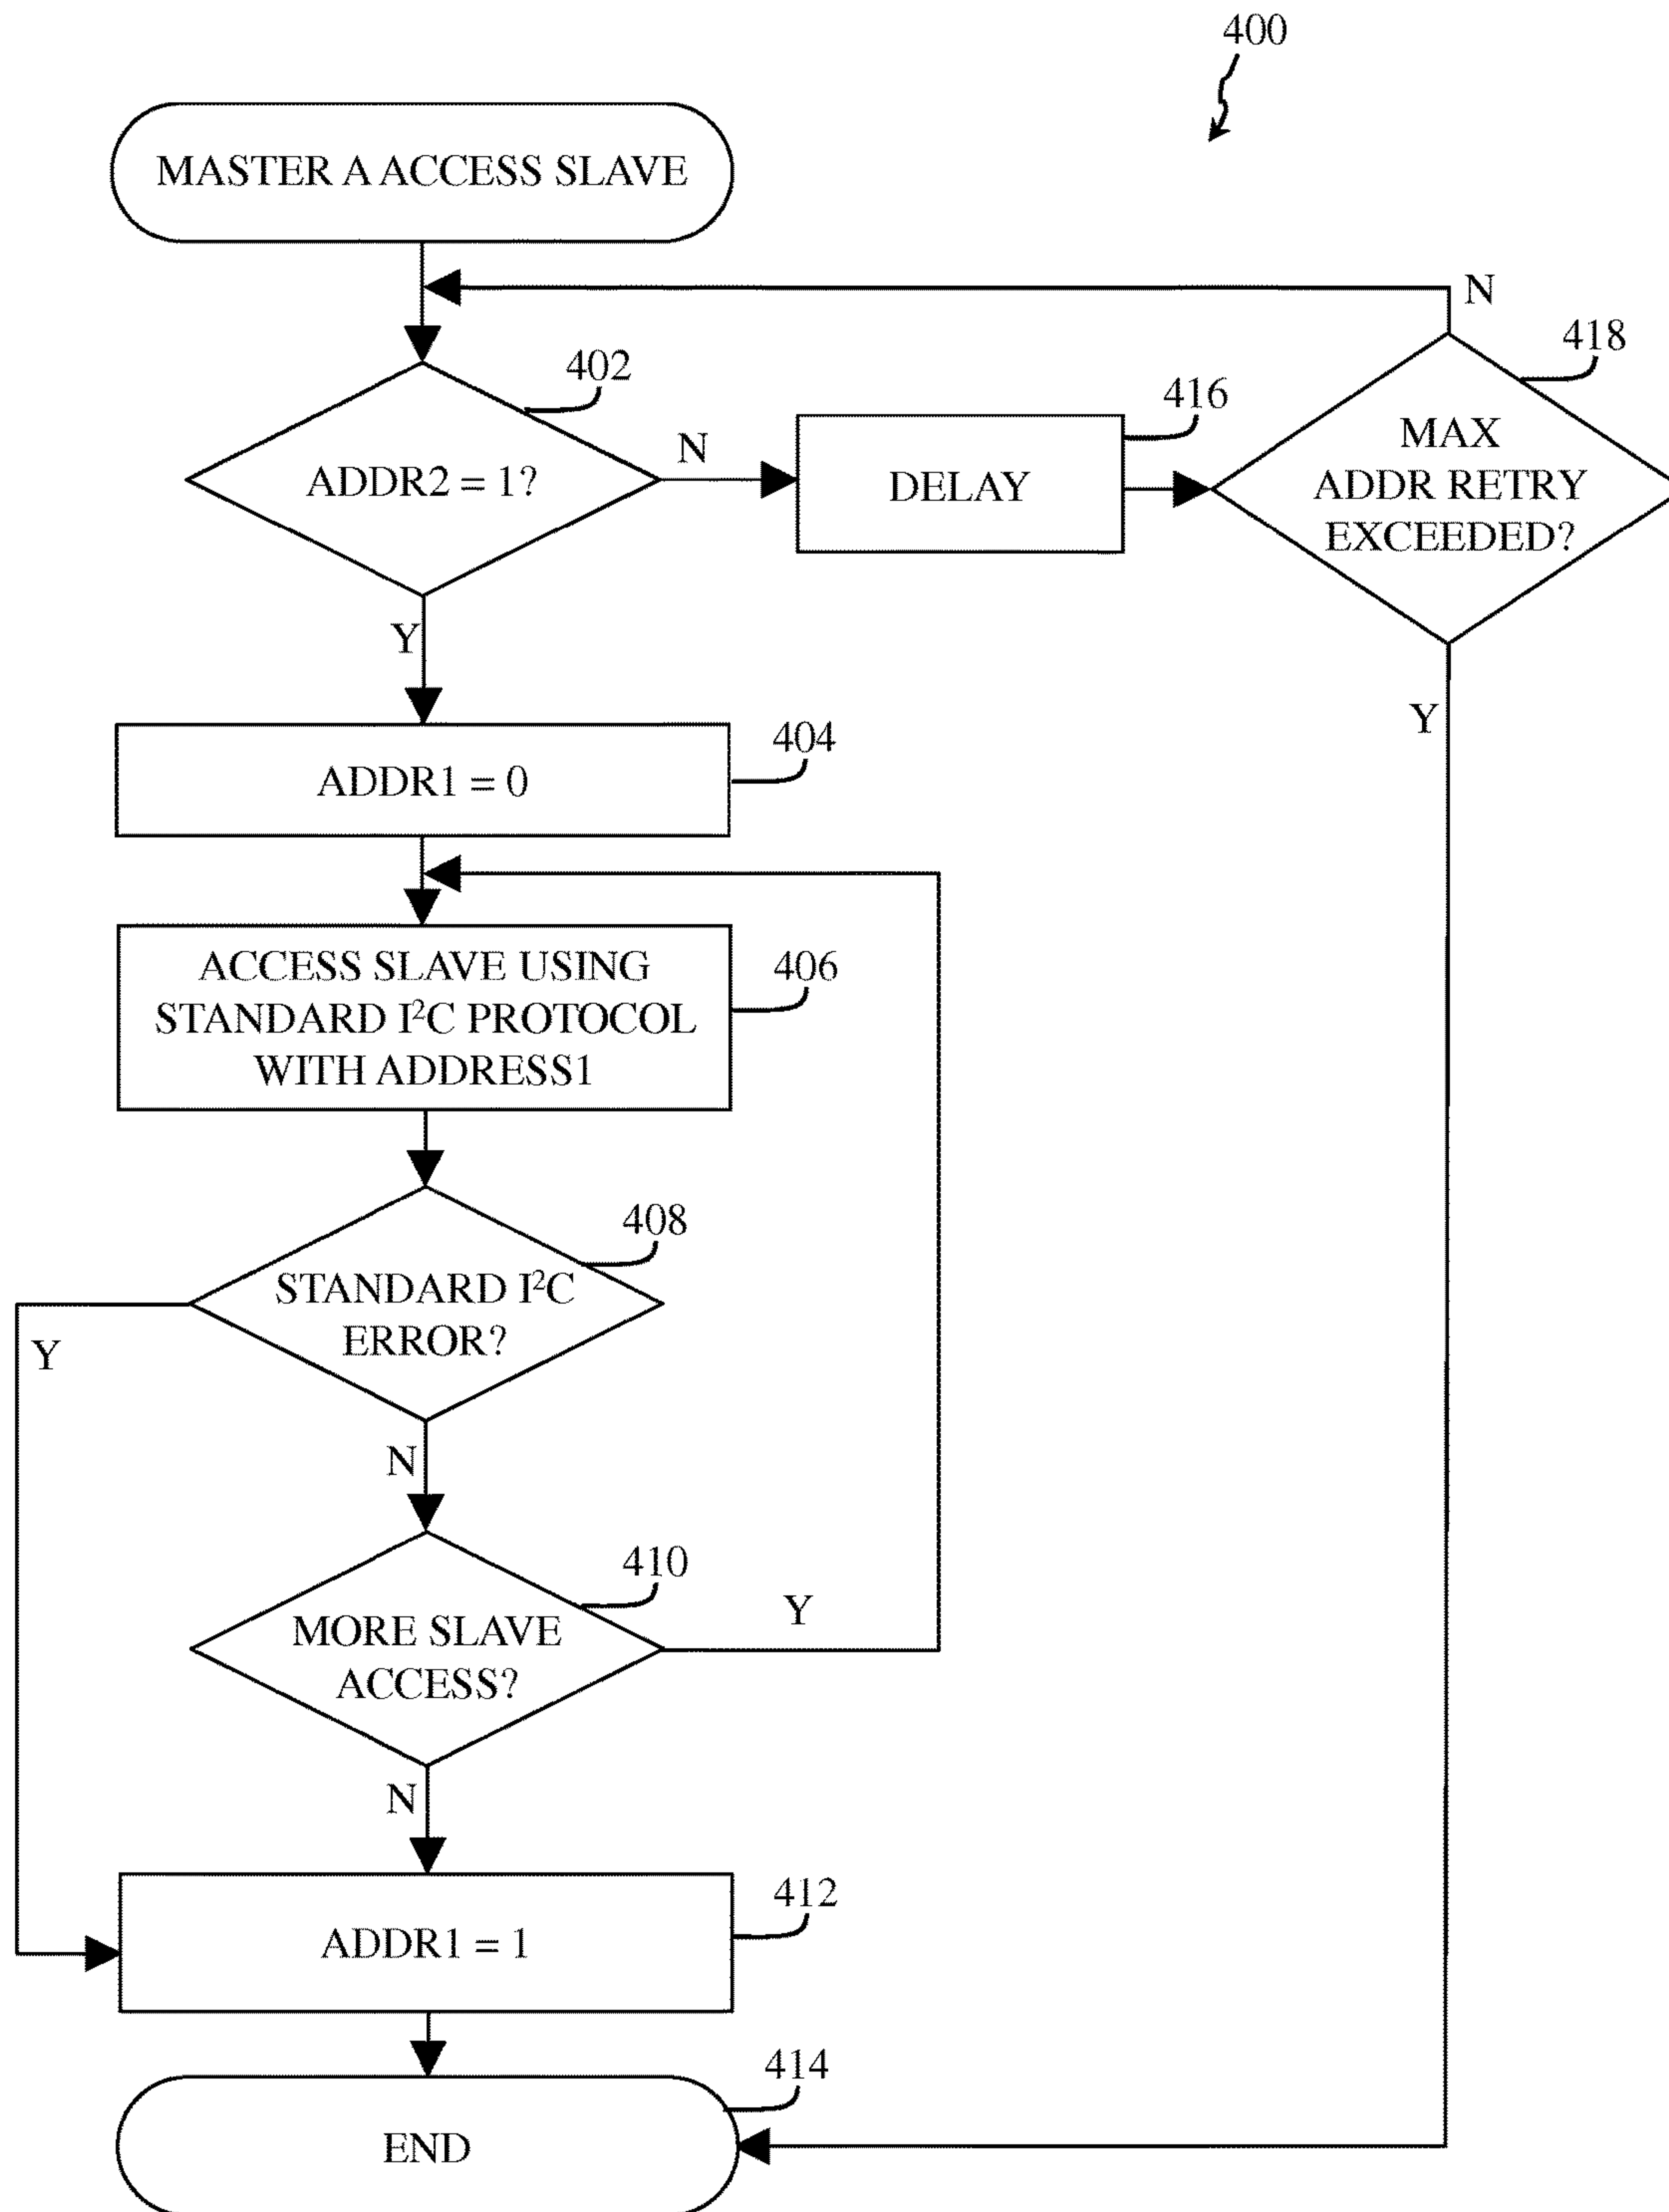 400
MASTER A ACCESS SLAVE
N
418
402
416
MAX
ADDR RETRY
EXCEEDED?
N
ADDR2 = 1?
DELAY
Y
Y
404
ADDR1 = 0
406
ACCESS SLAVE USING
STANDARD I²C PROTOCOL
WITH ADDRESS1
408
STANDARD I²C
ERROR?
Y
N
410
MORE SLAVE
ACCESS?
Y
N
412
ADDR1 = 1
414
END